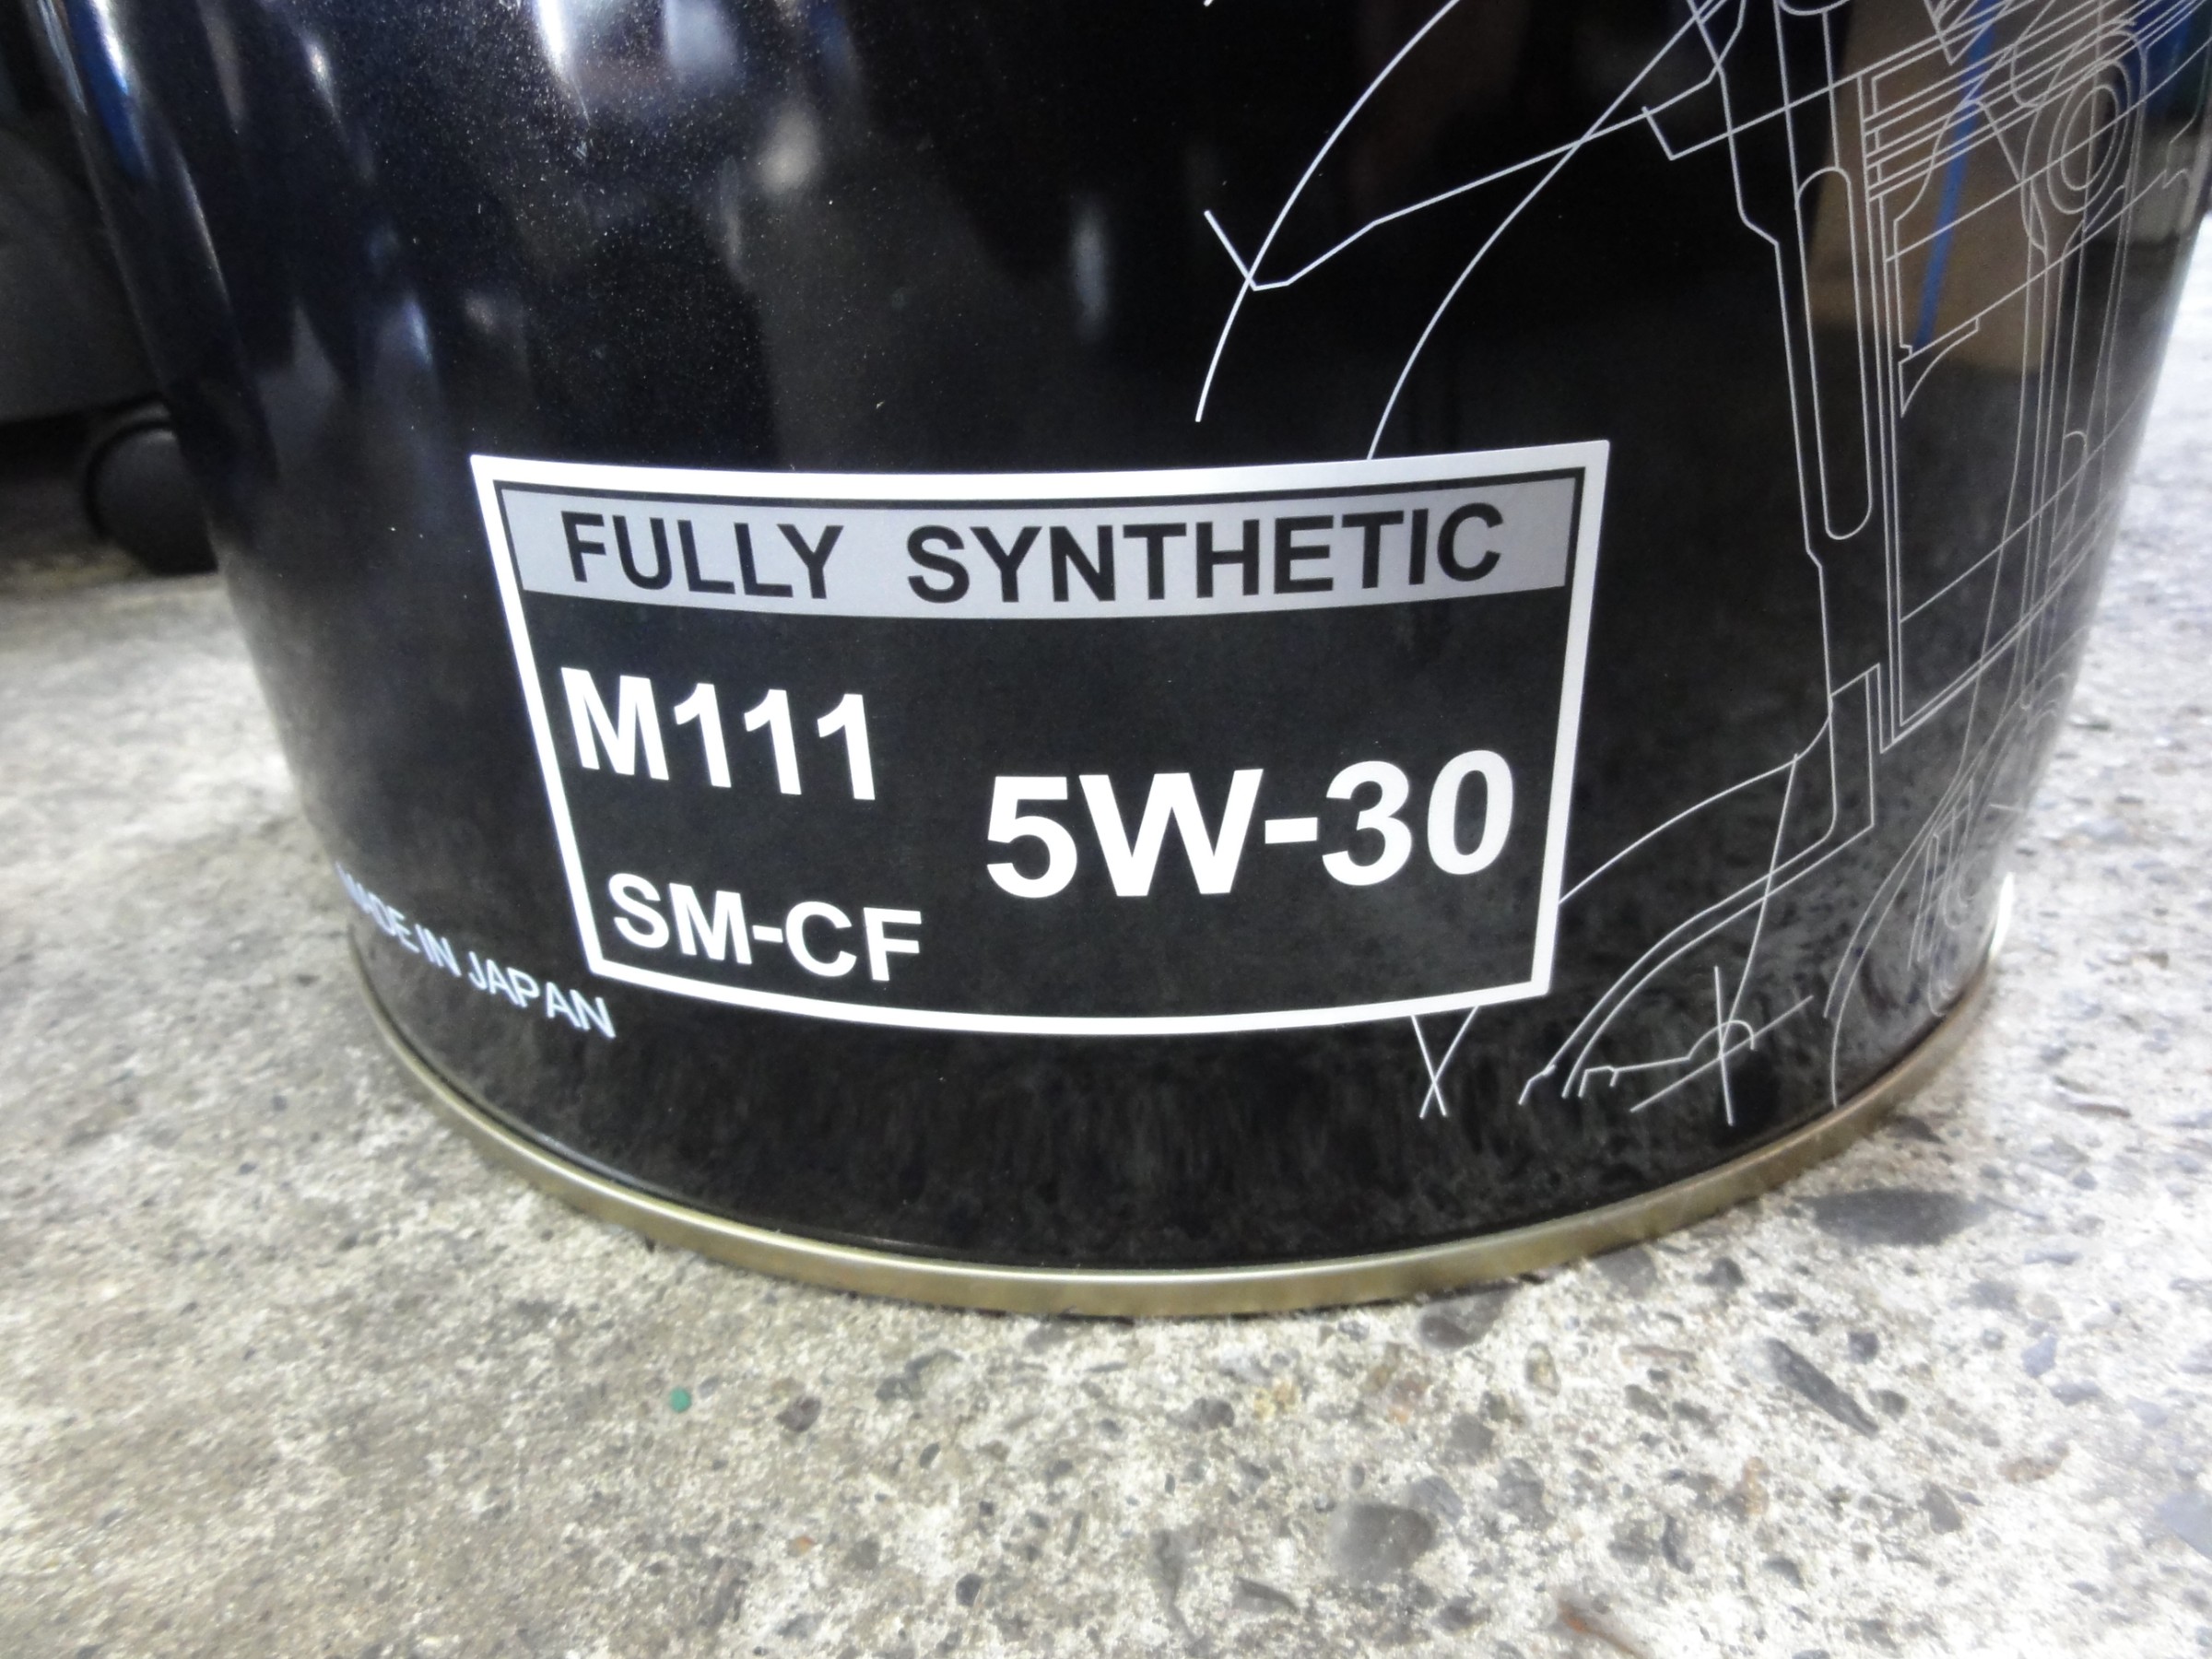 FULLY SYNTHETIC
M111
5W-30
SM-CF
MADE IN JAPAN